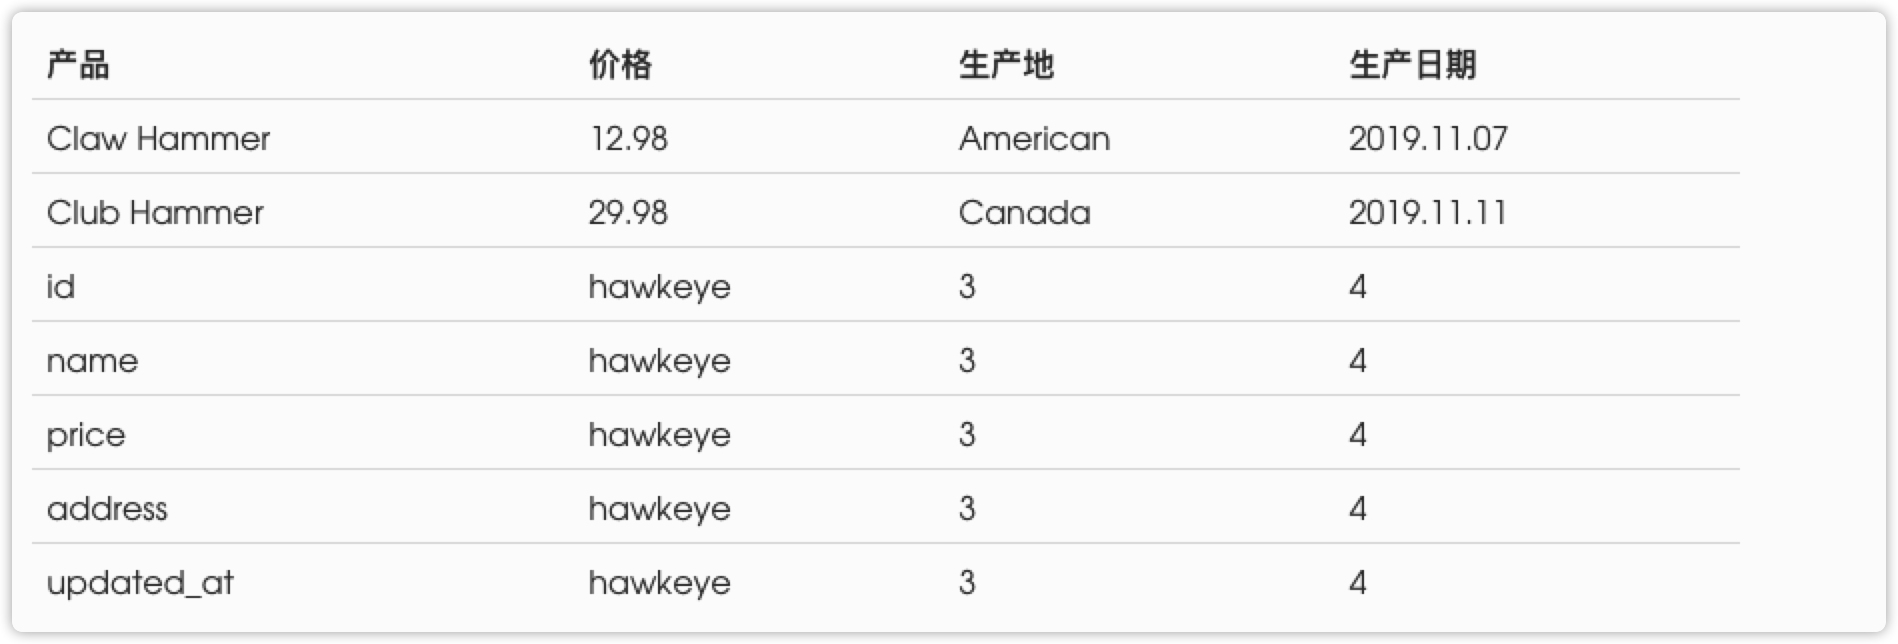 产品 价格 生产地 生产日期
Claw Hammer 12.98 American 2019.11.07
Club Hammer 29.98 Canada 2019.11.11
id hawkeye 3 4
name hawkeye 3 4
price hawkeye 3 4
address hawkeye 3 4
updated_at hawkeye 3 4